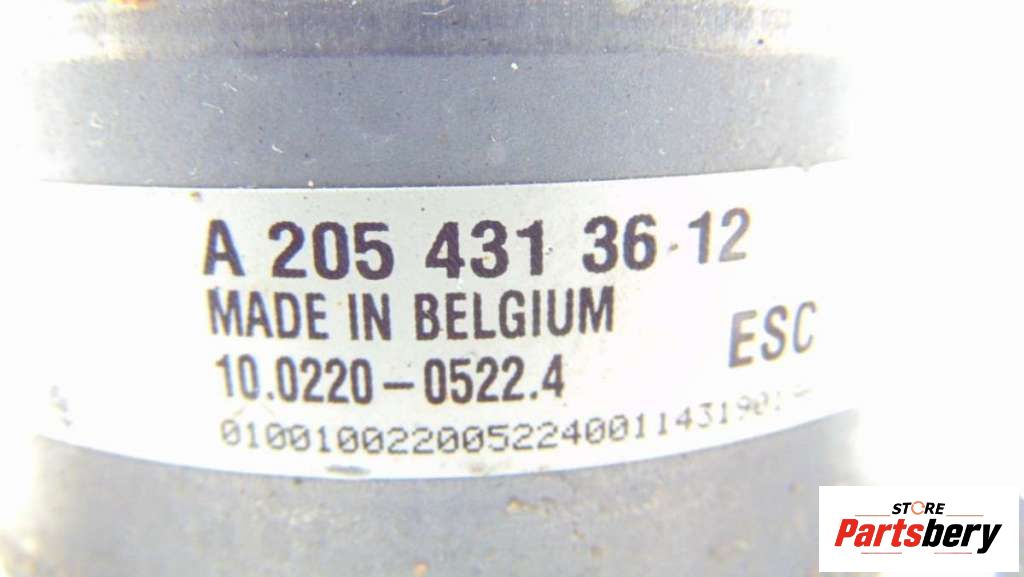 A 205 431 36 12
MADE IN BELGIUM
ESC
10.0220-0522.4
STORE
Partsbery